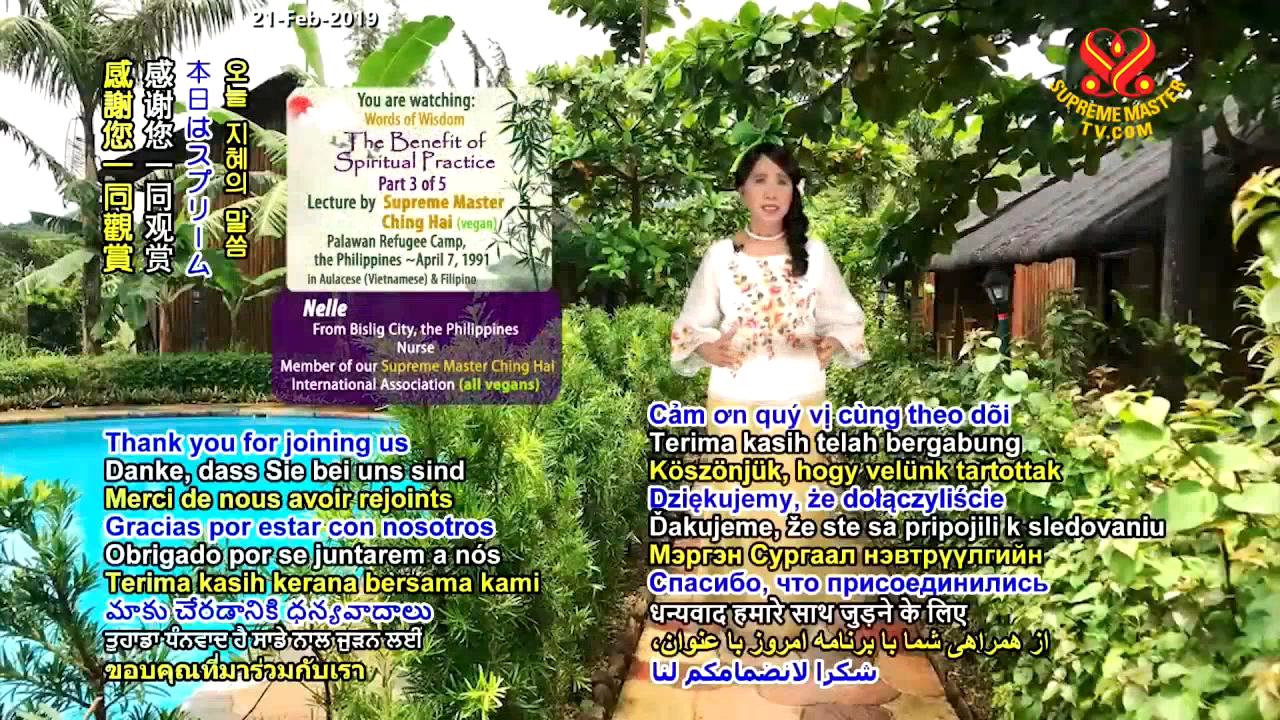 21-Feb-2019
SUPREME MASTER
TV.COM
感謝您一同觀賞
感谢您一同观赏
本日はスプリーム
오늘 지혜의 말씀
You are watching:
Words of Wisdom
The Benefit of
Spiritual Practice
Part 3 of 5
Lecture by Supreme Master
Ching Hai (vegan)
Palawan Refugee Camp,
the Philippines ~April 7, 1991
in Aulacese (Vietnamese) & Filipino
Nelle
From Bislig City, the Philippines
Nurse
Member of our Supreme Master Ching Hai
International Association (all vegans)
Thank you for joining us
Danke, dass Sie bei uns sind
Merci de nous avoir rejoints
Gracias por estar con nosotros
Obrigado por se juntarem a nós
Terima kasih kerana bersama kami
మాకు చేరడానికి ధన్యవాదాలు
ਤੁਹਾਡਾ ਧੰਨਵਾਦ ਹੈ ਸਾਡੇ ਨਾਲ ਜੁੜਨ ਲਈ
ขอบคุณที่มาร่วมกับเรา
Cảm ơn quý vị cùng theo dõi
Terima kasih telah bergabung
Köszönjük, hogy velünk tartottak
Dziękujemy, że dołączyliście
Ďakujeme, že ste sa pripojili k sledovaniu
Мэргэн Сургаал нэвтрүүлгийн
Спасибо, что присоединились
धन्यवाद हमारे साथ जुड़ने के लिए
از همراهی شما با برنامه امروز با عنوان،
شكرا لانضمامكم لنا